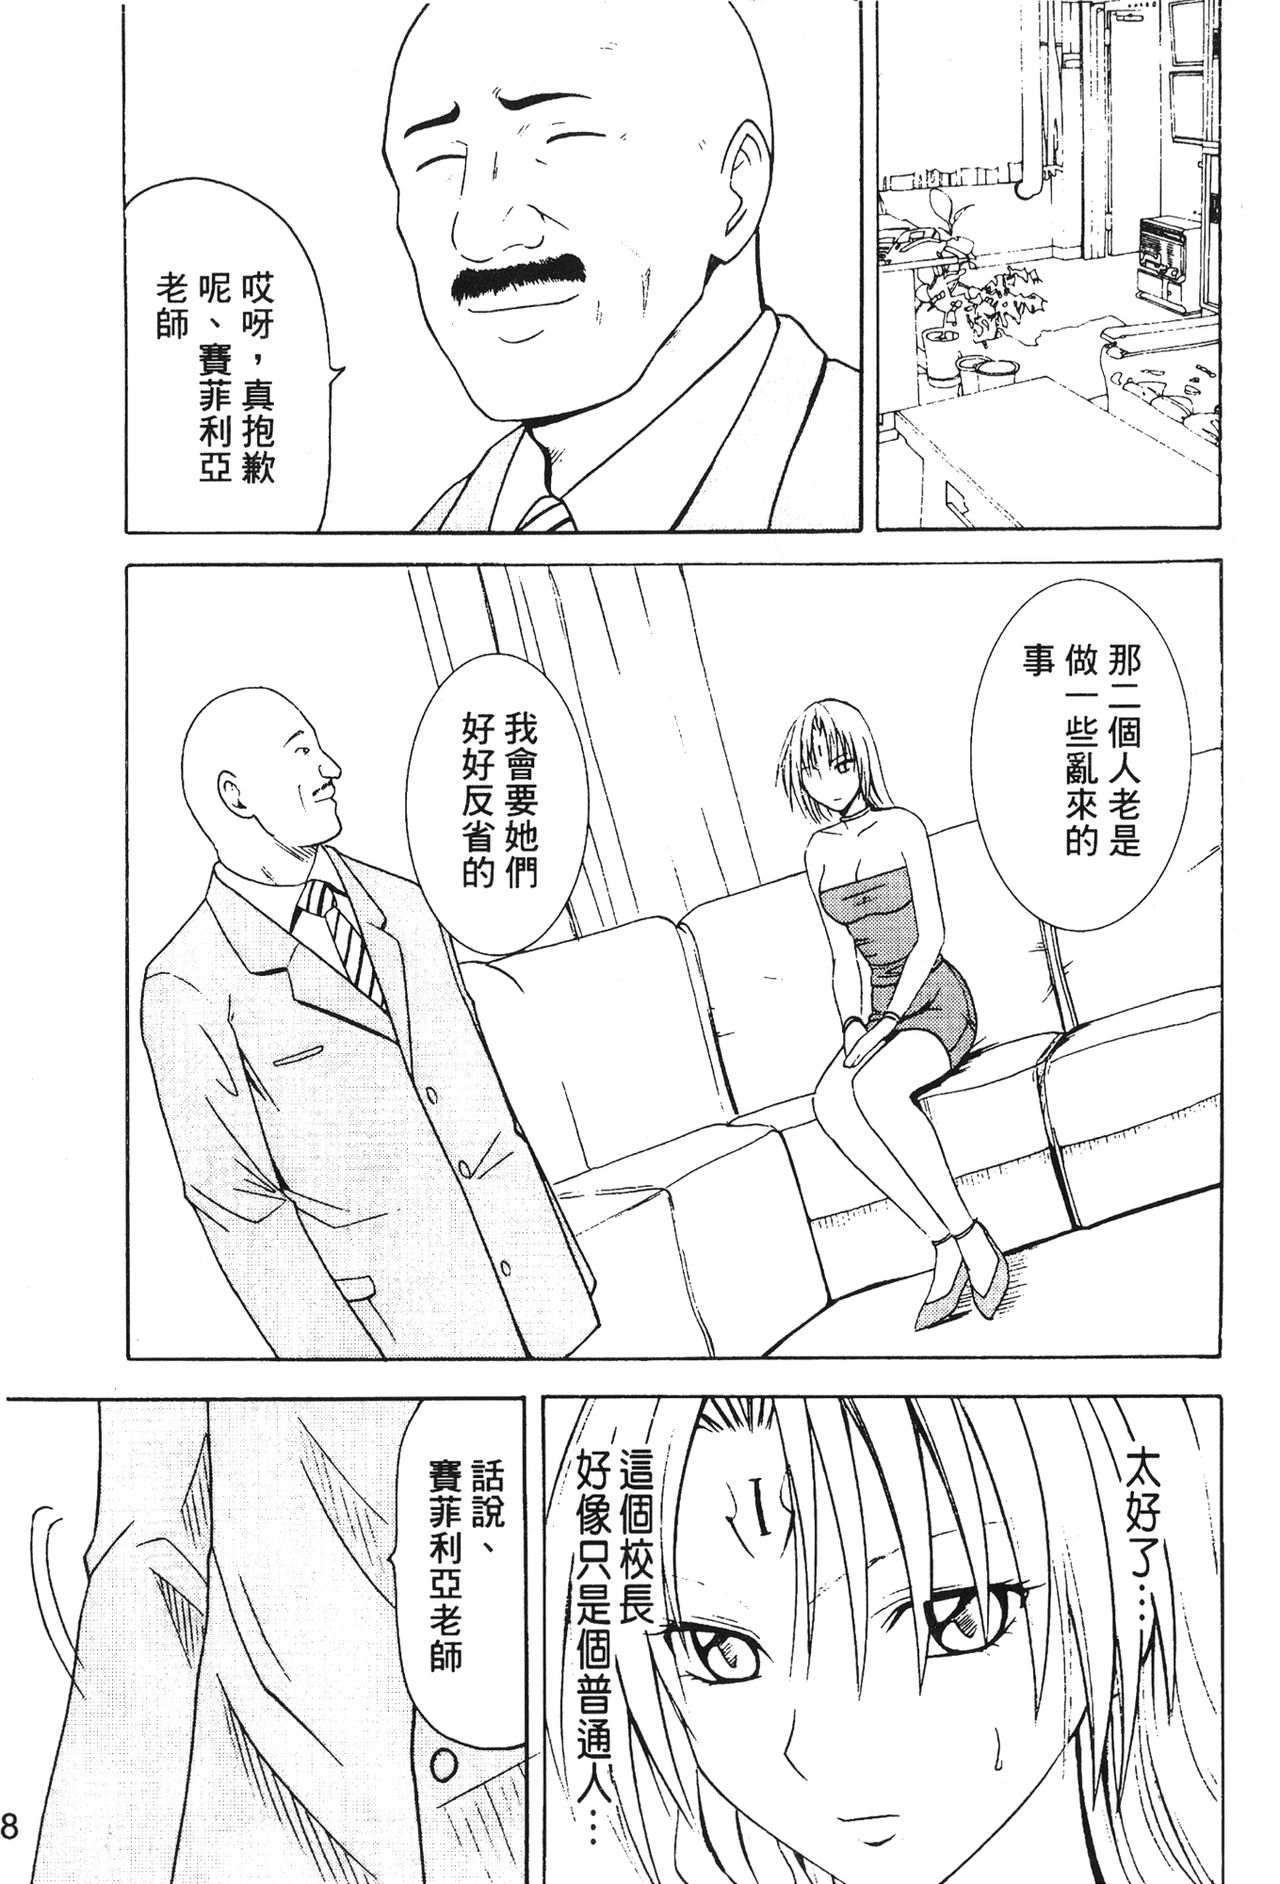 哎呀，真抱歉
呢、賽菲利亞
老師
那二個人老是
做一些亂來的
事
我會要她們
好好反省的
太好了…
I
這個校長
好像只是個普通人…
話說、
賽菲利亞老師
8